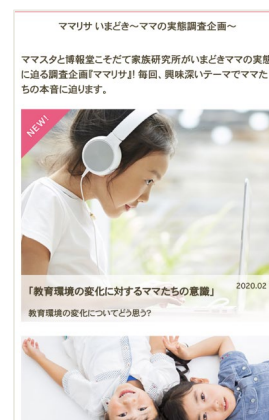 ママリサ いまどき～ママの実態調査企画～
ママスタと博報堂こそだて家族研究所がいまどきママの実態
に迫る調査企画『ママリサ』! 毎回、興味深いテーマでママた
ちの本音に迫ります。
NEW!
「教育環境の変化に対するママたちの意識」
2020.02
教育環境の変化についてどう思う?